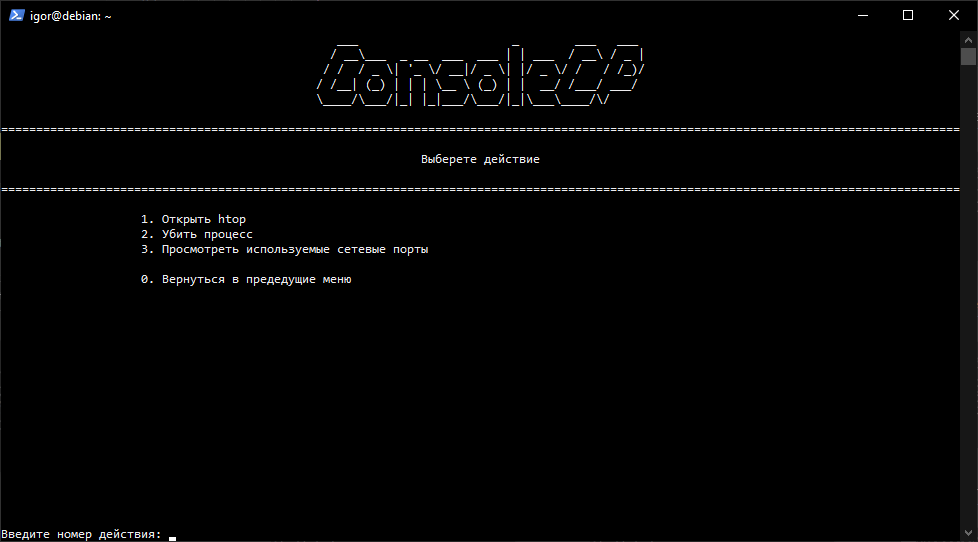 igor@debian: ~
ConsoleCP
Выберете действие
1. Открыть htop
2. Убить процесс
3. Просмотреть используемые сетевые порты
0. Вернуться в предедущие меню
Введите номер действия: